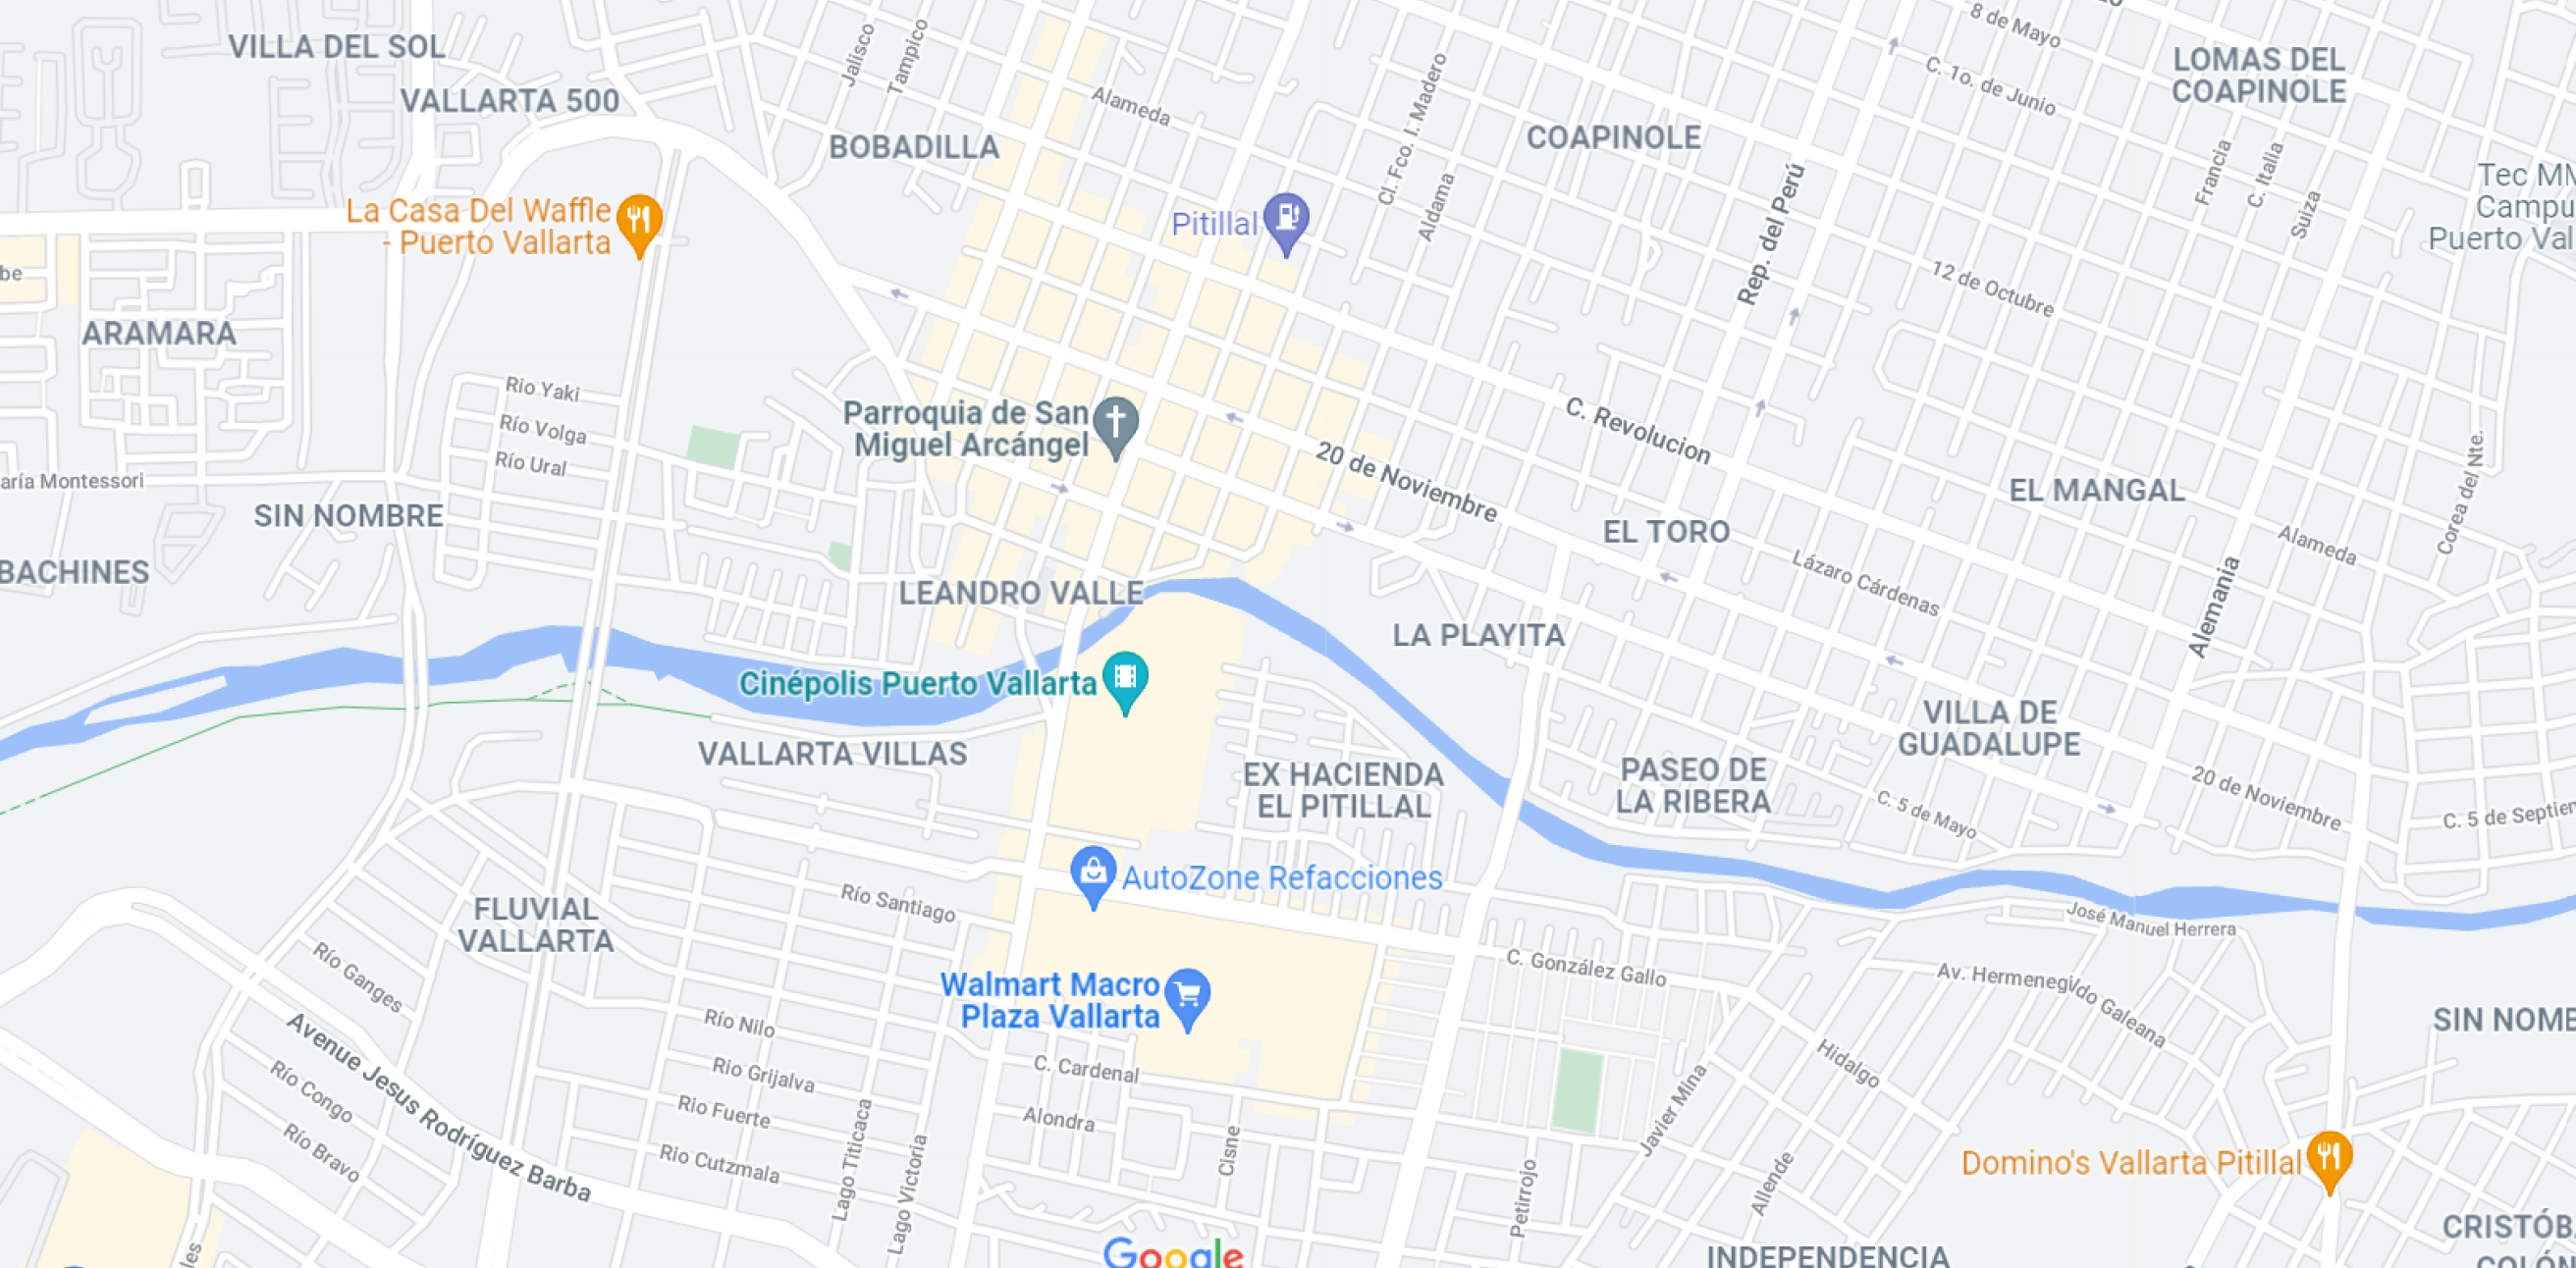 8 de Mayo
VILLA DEL SOL
Jalisco
Tampico
LOMAS DEL
COAPINOLE
VALLARTA 500
Alameda
Cl. Fco. I. Madero
C. 1o. de Junio
BOBADILLA
COAPINOLE
Francia
C. Italia
Suiza
Tec MM
Campu
Puerto Val
La Casa Del Waffle
- Puerto Vallarta
Pitillal
Aldama
Rep. del Perú
be
12 de Octubre
ARAMARA
Rio Yaki
Río Volga
Río Ural
Parroquia de San
Miguel Arcángel
C. Revolucion
20 de Noviembre
aría Montessori
SIN NOMBRE
EL MANGAL
Corea del Nte.
EL TORO
Alameda
BACHINES
LEANDRO VALLE
Lázaro Cárdenas
Alemania
LA PLAYITA
Cinépolis Puerto Vallarta
VILLA DE
GUADALUPE
VALLARTA VILLAS
EX HACIENDA
EL PITILLAL
PASEO DE
LA RIBERA
20 de Noviembre
C. 5 de Mayo
C. 5 de Septiem
AutoZone Refacciones
FLUVIAL
VALLARTA
Río Santiago
José Manuel Herrera
Río Ganges
C. González Gallo
Av. Hermenegildo Galeana
Walmart Macro
Plaza Vallarta
SIN NOMB
Río Nilo
Avenue Jesus Rodríguez Barba
C. Cardenal
Hidalgo
Rio Grijalva
Río Congo
Rio Fuerte
Alondra
Javier Mina
Río Bravo
Rio Cutzmala
Lago Titicaca
Lago Victoria
Cisne
Petirrojo
Allende
Domino's Vallarta Pitillal
CRISTÓB
COLÓN
les
Google
INDEPENDENCIA